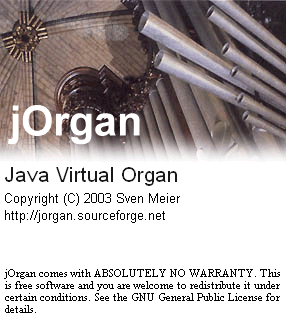 jOrgan
Java Virtual Organ
Copyright (C) 2003 Sven Meier
http://jorgan.sourceforge.net
jOrgan comes with ABSOLUTELY NO WARRANTY. This
is free software and you are welcome to redistribute it under
certain conditions. See the GNU General Public License for
details.